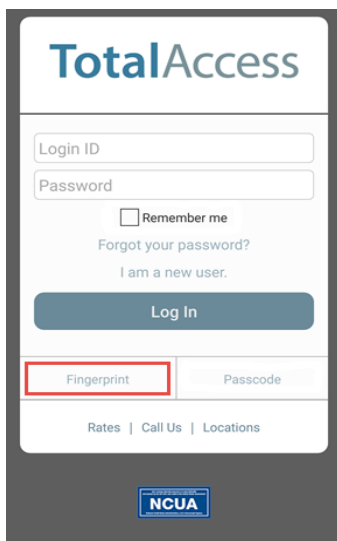 TotalAccess
Login ID
Password
Remember me
Forgot your password?
I am a new user.
Log In
Fingerprint
Passcode
Rates | Call Us | Locations
NCUA